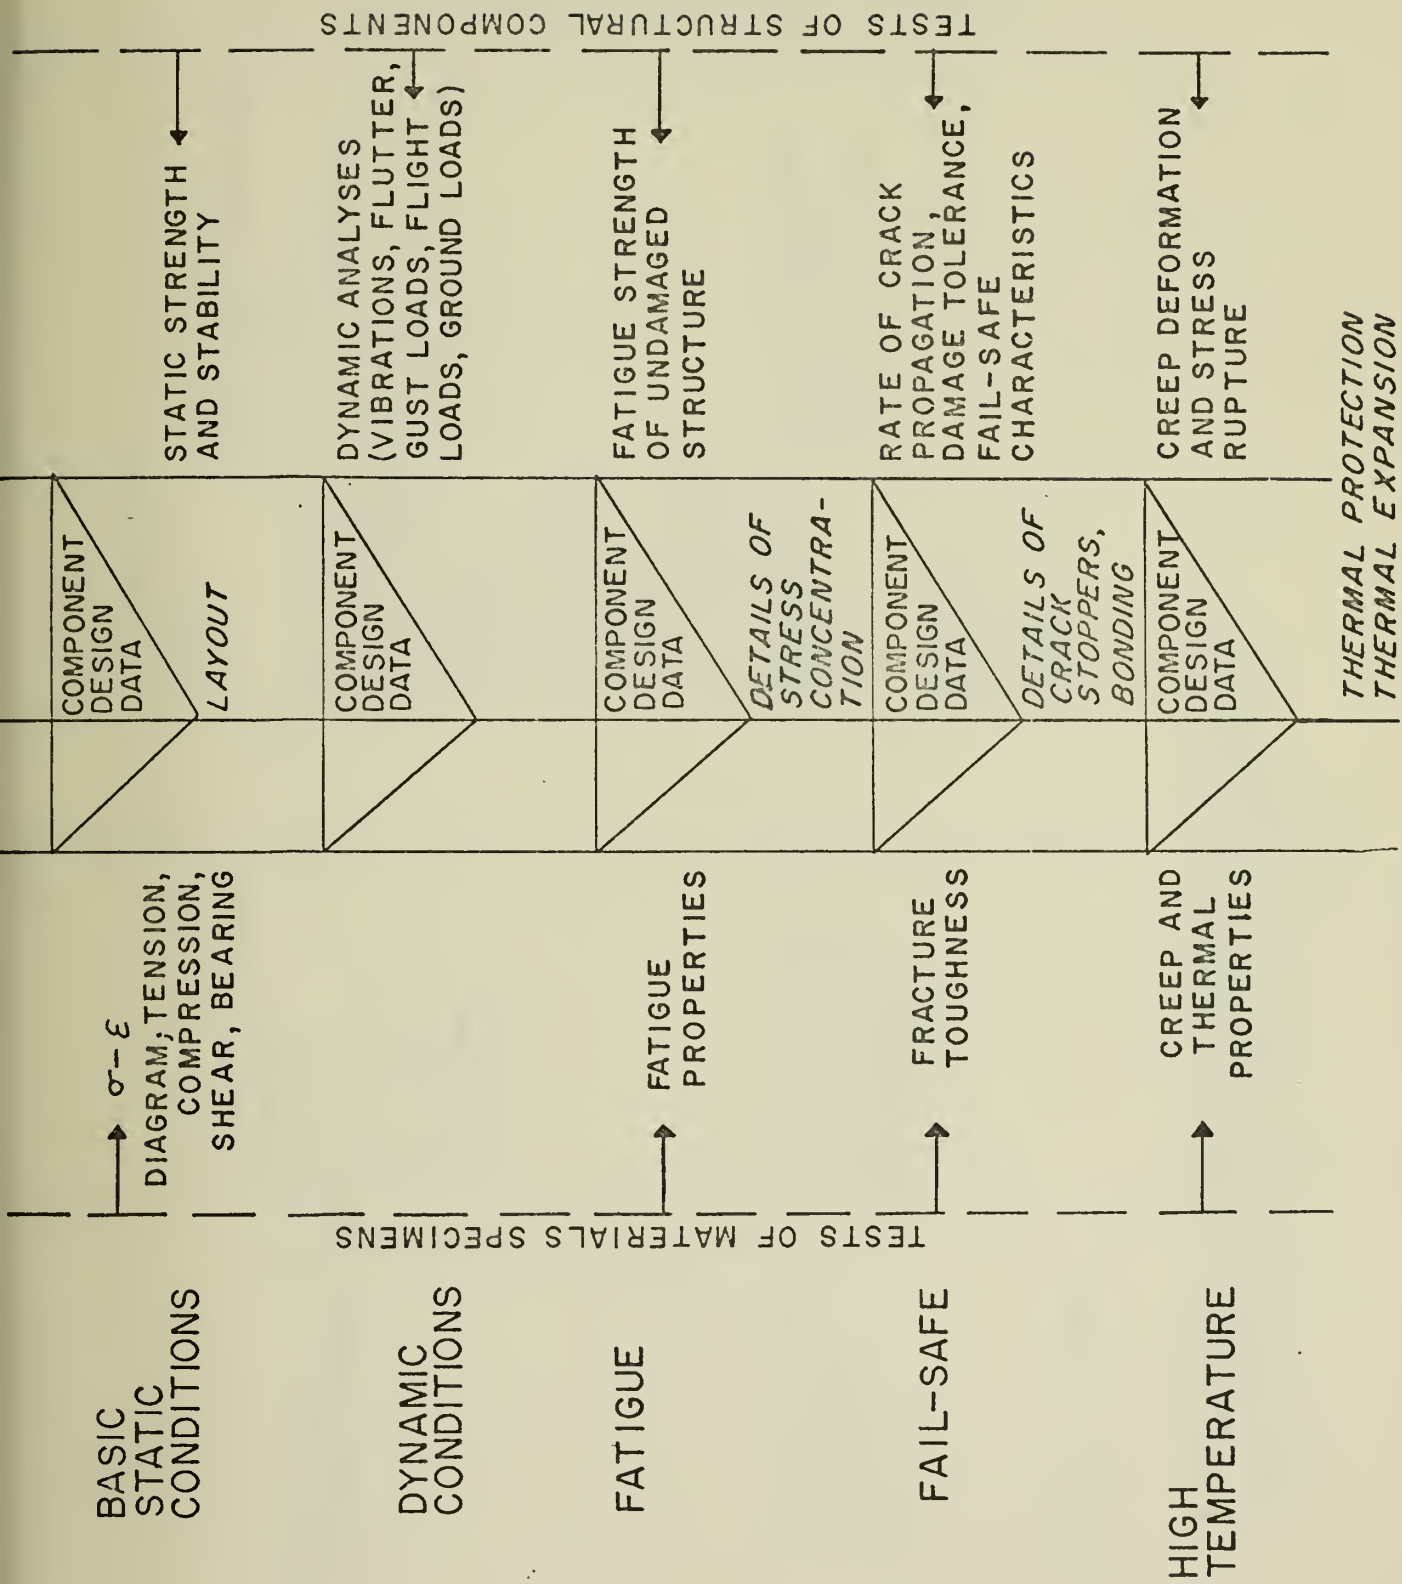 BASIC
STATIC
CONDITIONS
DYNAMIC
CONDITIONS
FATIGUE
FAIL-SAFE
HIGH
TEMPERATURE
TESTS OF MATERIALS SPECIMENS
σ-ε
DIAGRAM; TENSION,
COMPRESSION,
SHEAR, BEARING
FATIGUE
PROPERTIES
FRACTURE
TOUGHNESS
CREEP AND
THERMAL
PROPERTIES
COMPONENT
DESIGN
DATA
LAYOUT
COMPONENT
DESIGN
DATA
COMPONENT
DESIGN
DATA
DETAILS OF
STRESS
CONCENTRA-
TION
COMPONENT
DESIGN
DATA
DETAILS OF
CRACK
STOPPERS,
BONDING
COMPONENT
DESIGN
DATA
THERMAL PROTECTION
THERMAL EXPANSION
STATIC STRENGTH
AND STABILITY
DYNAMIC ANALYSES
(VIBRATIONS, FLUTTER,
GUST LOADS, FLIGHT
LOADS, GROUND LOADS)
FATIGUE STRENGTH
OF UNDAMAGED
STRUCTURE
RATE OF CRACK
PROPAGATION,
DAMAGE TOLERANCE,
FAIL-SAFE
CHARACTERISTICS
CREEP DEFORMATION
AND STRESS
RUPTURE
TESTS OF STRUCTURAL COMPONENTS